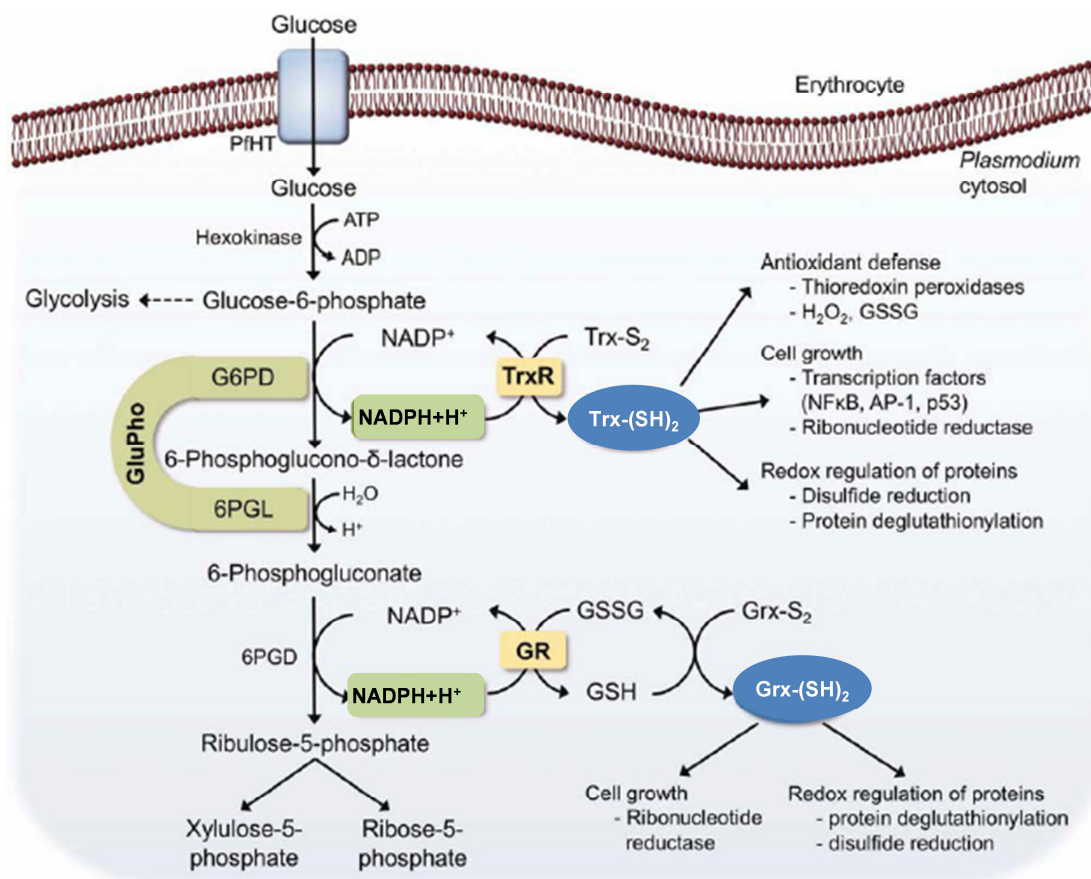 Glucose
Erythrocyte
PfHT
Plasmodium
cytosol
Glucose
ATP
Hexokinase
ADP
Glycolysis
Glucose-6-phosphate
NADP⁺
Trx-S₂
G6PD
TrxR
NADPH+H⁺
Trx-(SH)₂
GluPho
6-Phosphoglucono-δ-lactone
6PGL
H₂O
H⁺
Antioxidant defense
- Thioredoxin peroxidases
- H₂O₂, GSSG
Cell growth
- Transcription factors
(NFκB, AP-1, p53)
- Ribonucleotide reductase
Redox regulation of proteins
- Disulfide reduction
- Protein deglutathionylation
6-Phosphogluconate
NADP⁺
GSSG
Grx-S₂
6PGD
GR
NADPH+H⁺
GSH
Grx-(SH)₂
Ribulose-5-phosphate
Xylulose-5-
phosphate
Ribose-5-
phosphate
Cell growth
- Ribonucleotide
reductase
Redox regulation of proteins
- protein deglutathionylation
- disulfide reduction